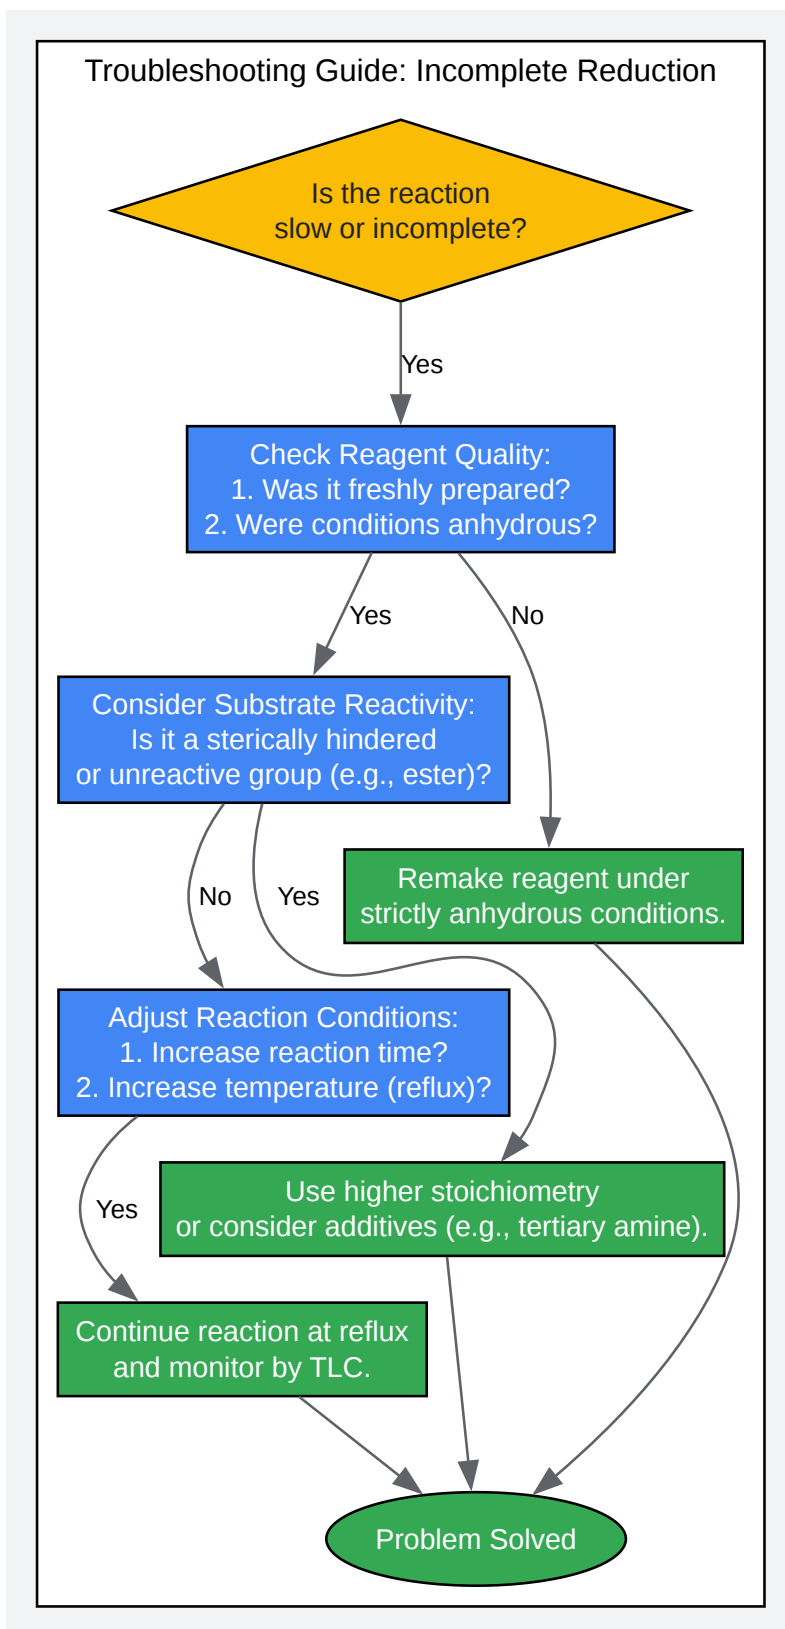 Troubleshooting Guide: Incomplete Reduction
Is the reaction
slow or incomplete?
Yes
Check Reagent Quality:
1. Was it freshly prepared?
2. Were conditions anhydrous?
Yes
No
Consider Substrate Reactivity:
Is it a sterically hindered
or unreactive group (e.g., ester)?
No
Yes
Remake reagent under
strictly anhydrous conditions.
Adjust Reaction Conditions:
1. Increase reaction time?
2. Increase temperature (reflux)?
Yes
Use higher stoichiometry
or consider additives (e.g., tertiary amine).
Continue reaction at reflux
and monitor by TLC.
Problem Solved